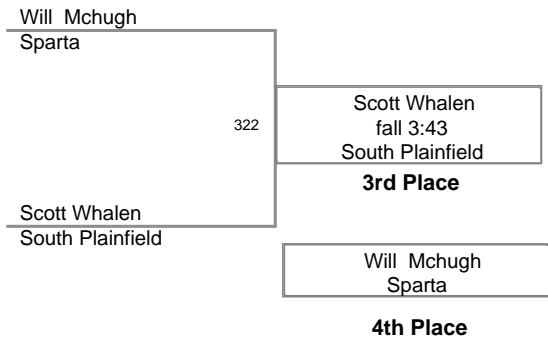 Will Mchugh
Sparta
322
Scott Whalen
fall 3:43
South Plainfield
3rd Place
Scott Whalen
South Plainfield
Will Mchugh
Sparta
4th Place